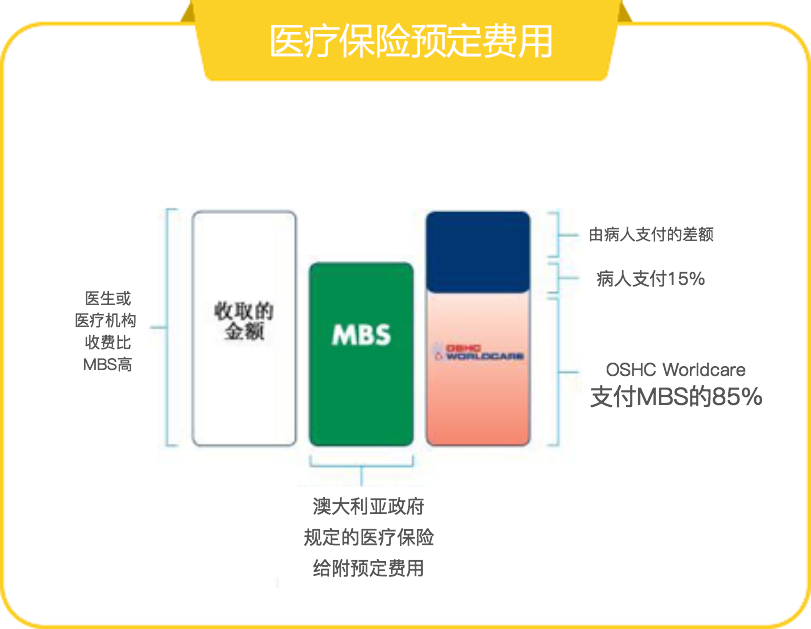 医疗保险预定费用
医生或
医疗机构
收费比
MBS高
收取的
金额
MBS
OSHC
WORLDCARE
由病人支付的差额
病人支付15%
OSHC Worldcare
支付MBS的85%
澳大利亚政府
规定的医疗保险
给附预定费用